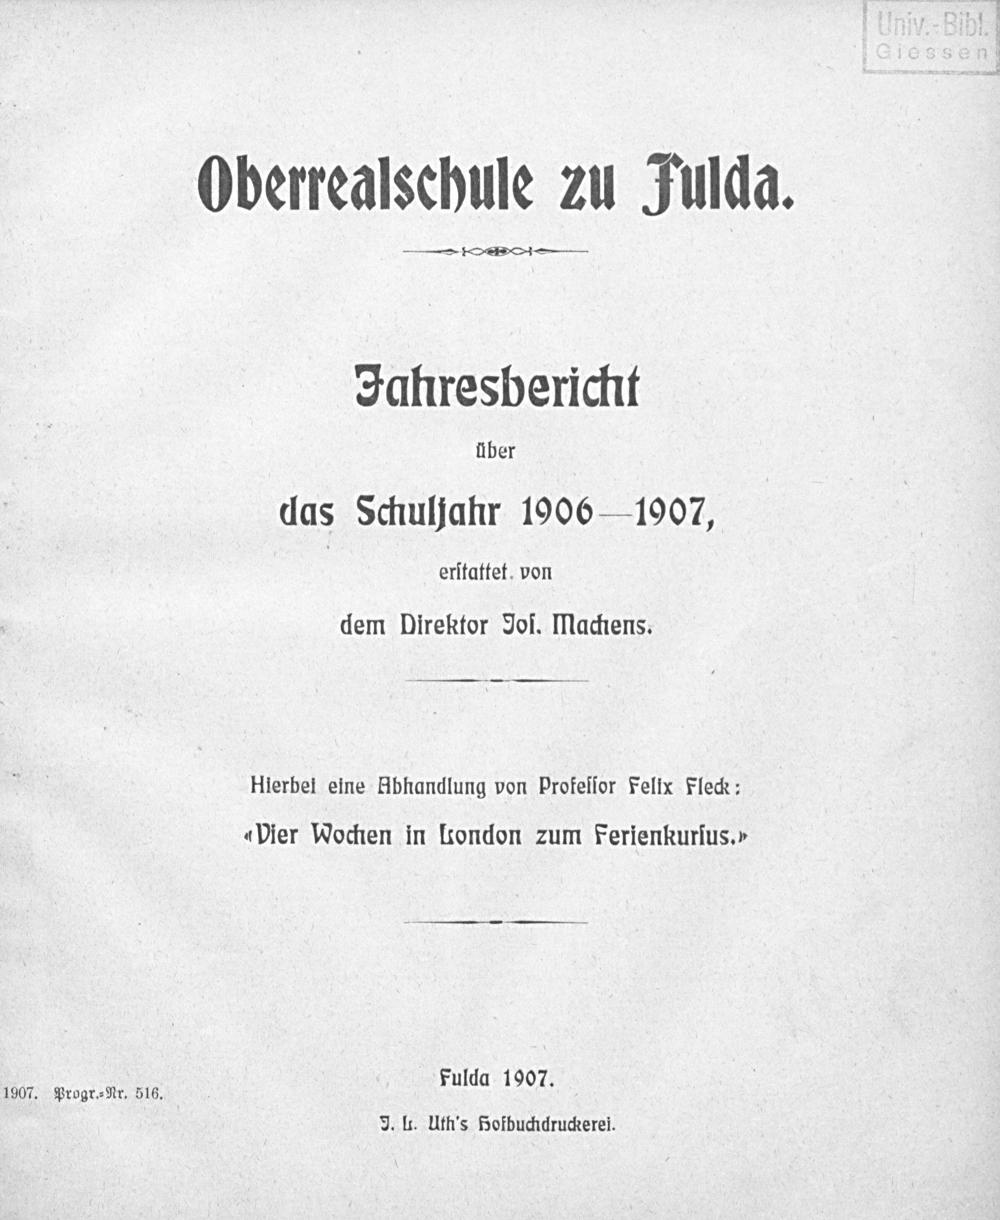 Univ.-Bibl.
Giessen
Oberrealschule zu Fulda.
Jahresbericht
über
das Schuljahr 1906—1907,
erſtattet von
dem Direktor Joſ. Machens.
Hierbei eine Abhandlung von Profeſſor Felix Fleck:
«Vier Wochen in London zum Ferienkurſus.»
Fulda 1907.
1907. Progr.-Nr. 516.
J. L. Uth's Hofbuchdruckerei.